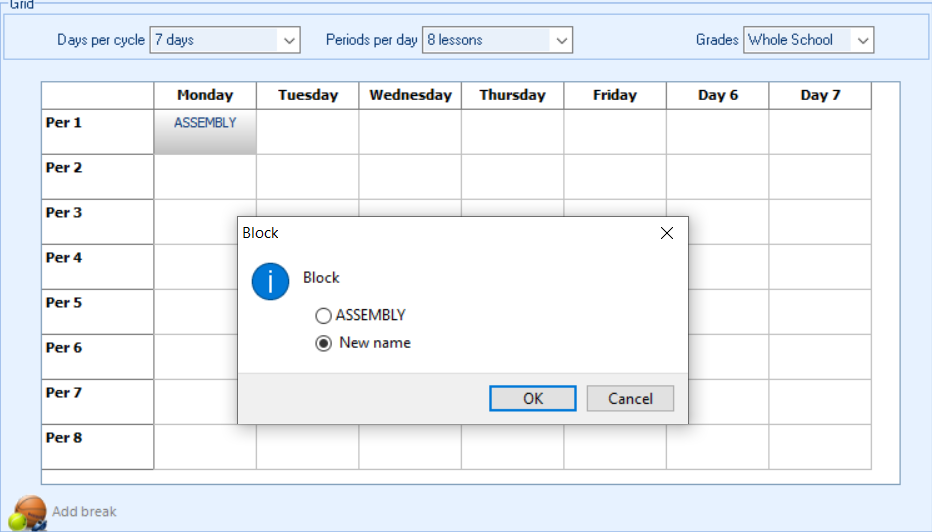 Grid
Days per cycle 7 days Periods per day 8 lessons Grades Whole School
Monday Tuesday Wednesday Thursday Friday Day 6 Day 7
Per 1 ASSEMBLY
Per 2
Per 3
Block
Per 4
Block
Per 5
ASSEMBLY
Per 6
New name
Per 7
OK Cancel
Per 8
Add break